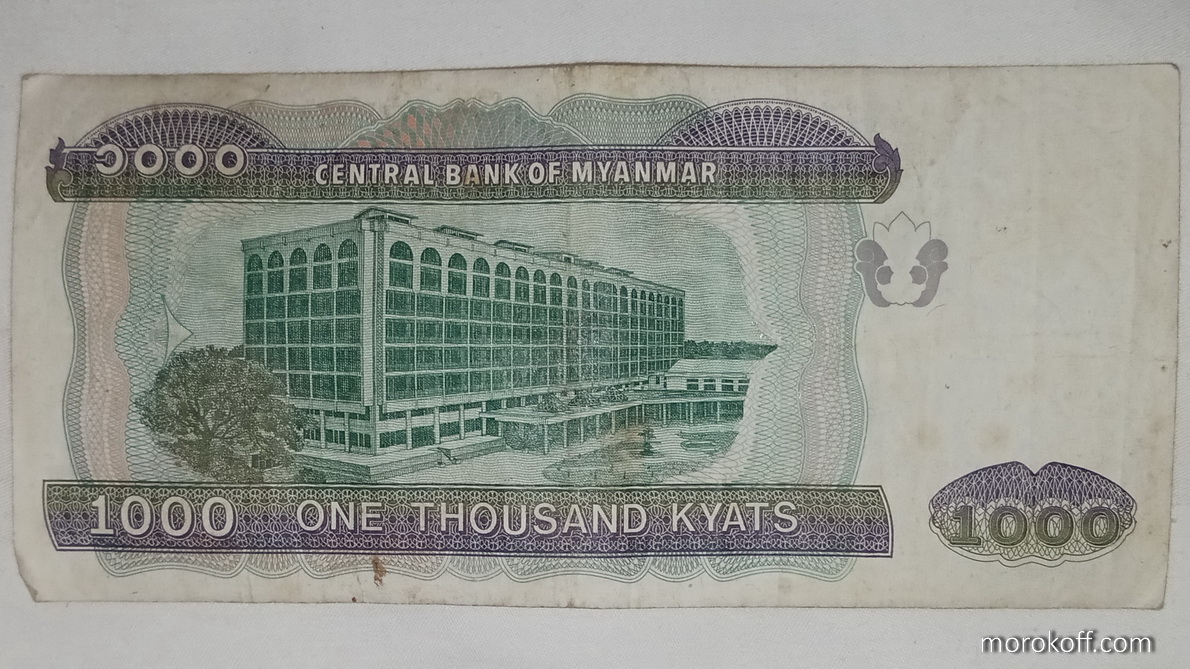 ၁၀၀၀
CENTRAL BANK OF MYANMAR
1000 ONE THOUSAND KYATS
1000
morokoff.com